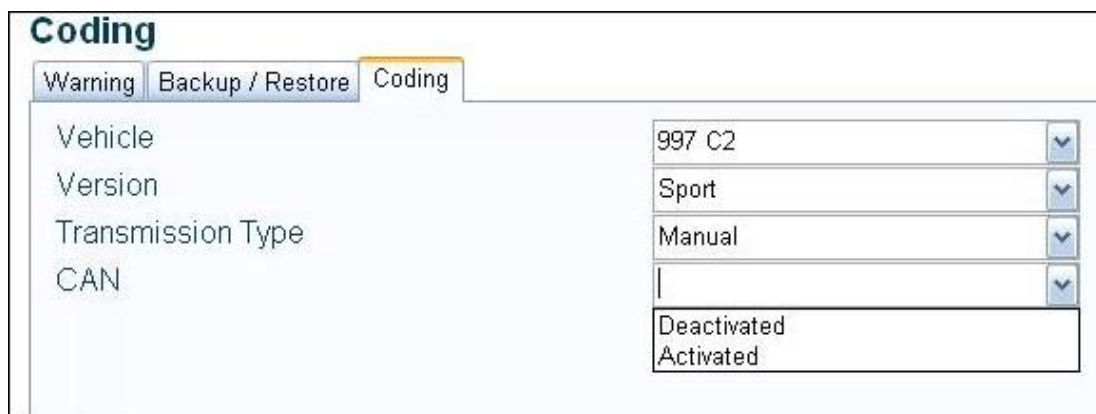 Coding
Warning Backup / Restore Coding
Vehicle 997 C2
Version Sport
Transmission Type Manual
CAN
Deactivated
Activated